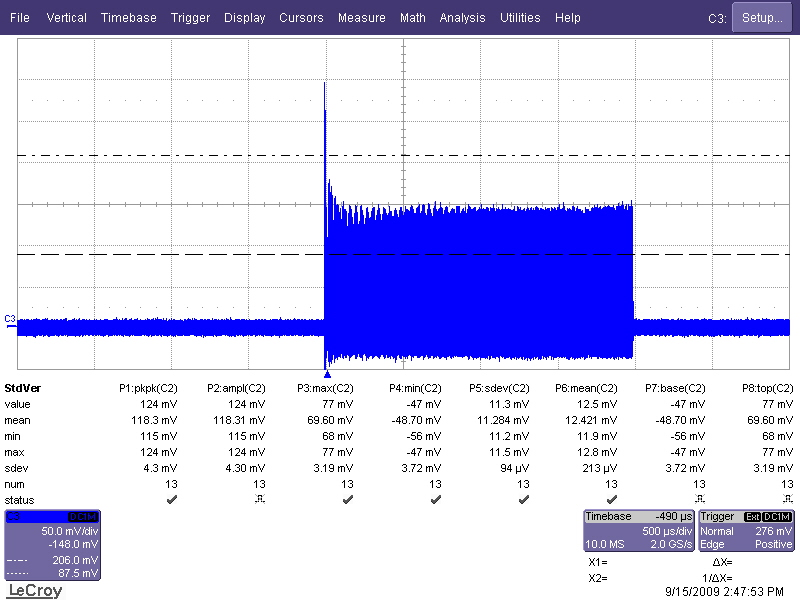 File Vertical Timebase Trigger Display Cursors Measure Math Analysis Utilities Help C3: Setup...
C3
StdVer P1:pkpk(C2) P2:ampl(C2) P3:max(C2) P4:min(C2) P5:sdev(C2) P6:mean(C2) P7:base(C2) P8:top(C2)
value 124 mV 124 mV 77 mV -47 mV 11.3 mV 12.5 mV -47 mV 77 mV
mean 118.3 mV 118.31 mV 69.60 mV -48.70 mV 11.284 mV 12.421 mV -48.70 mV 69.60 mV
min 115 mV 115 mV 68 mV -56 mV 11.2 mV 11.9 mV -56 mV 68 mV
max 124 mV 124 mV 77 mV -47 mV 11.5 mV 12.8 mV -47 mV 77 mV
sdev 4.3 mV 4.30 mV 3.19 mV 3.72 mV 94 µV 213 µV 3.72 mV 3.19 mV
num 13 13 13 13 13 13 13 13
status
C3 DC1M
50.0 mV/div
-148.0 mV
206.0 mV
87.5 mV
Timebase -490 µs
500 µs/div
10.0 MS 2.0 GS/s
Trigger Ext DC1M
Normal 276 mV
Edge Positive
X1= ΔX=
X2= 1/ΔX=
LeCroy
9/15/2009 2:47:53 PM